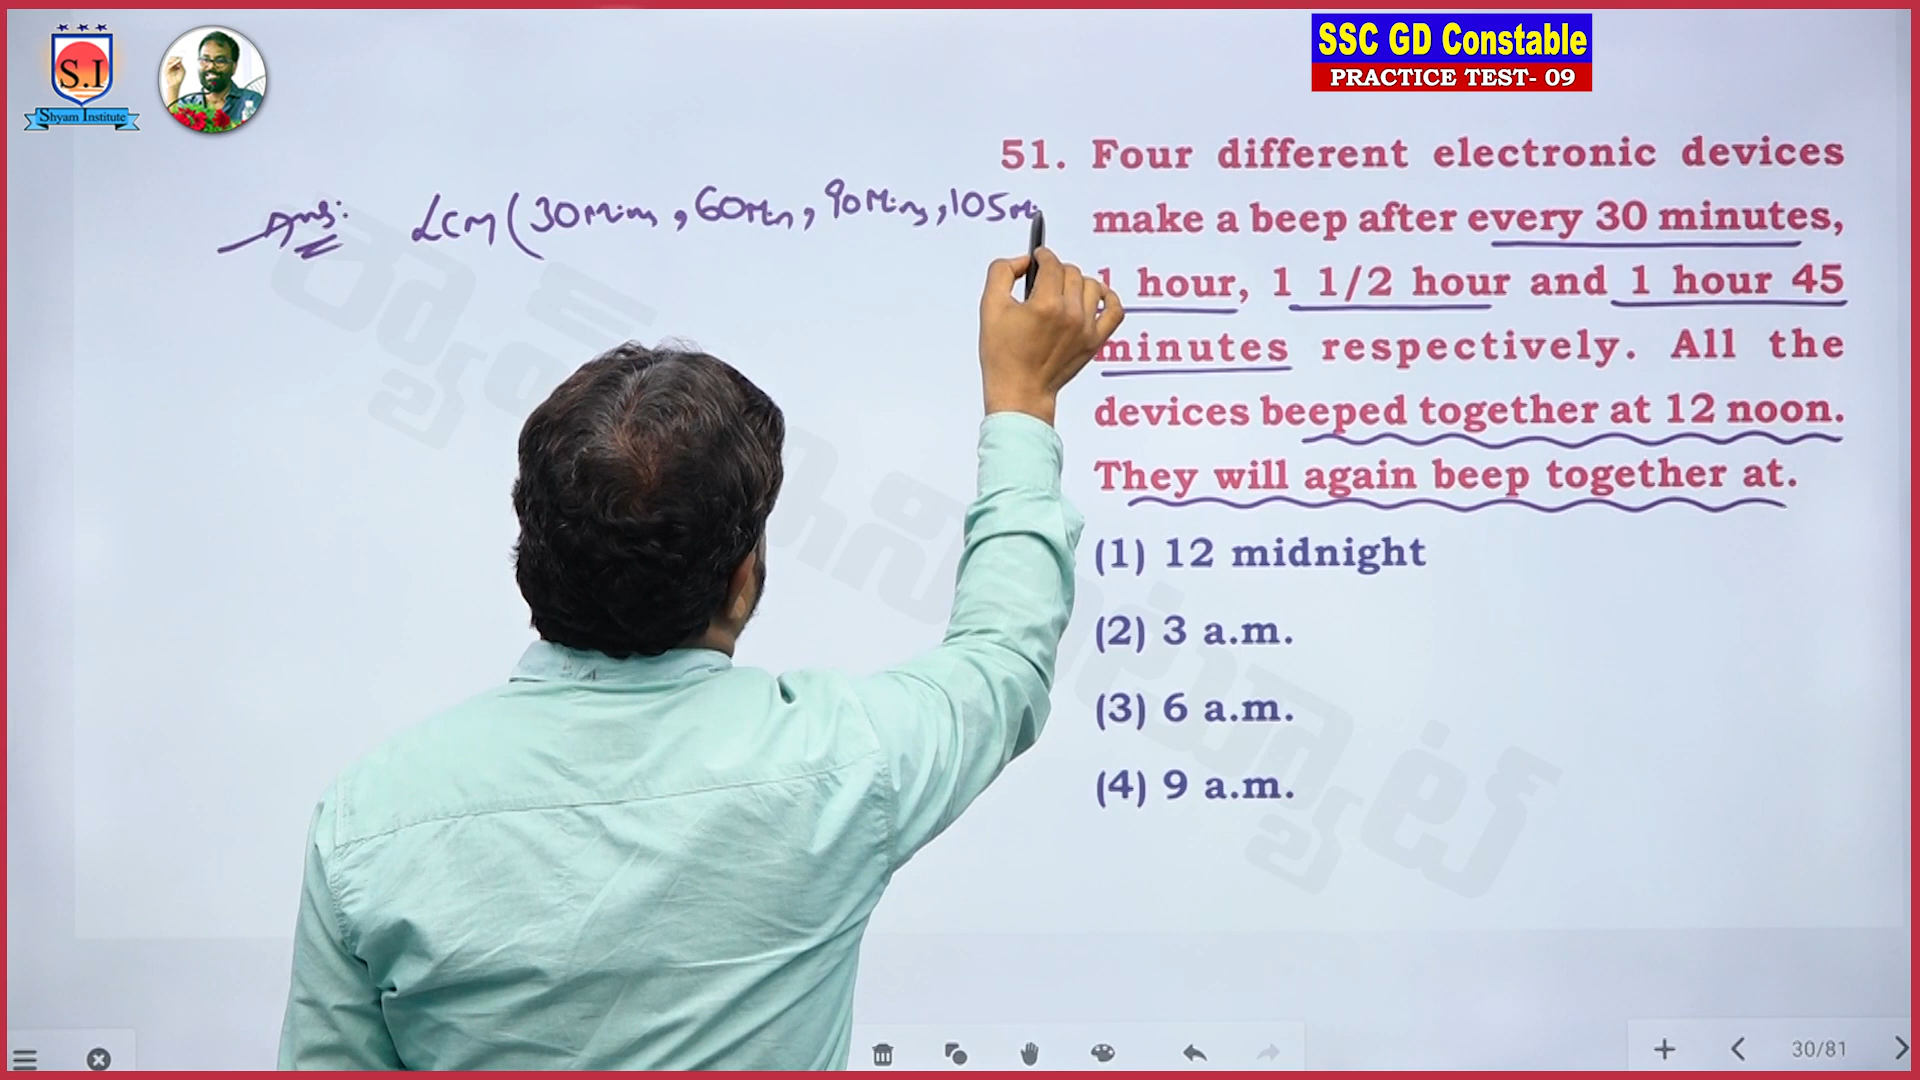 SSC GD Constable
PRACTICE TEST- 09
S.I
Shyam Institute
51. Four different electronic devices
make a beep after every 30 minutes,
1 hour, 1 1/2 hour and 1 hour 45
minutes respectively. All the
devices beeped together at 12 noon.
They will again beep together at.
(1) 12 midnight
(2) 3 a.m.
(3) 6 a.m.
(4) 9 a.m.
Ans: LCM (30Min, 60Min, 90Min, 105Mi
30/81